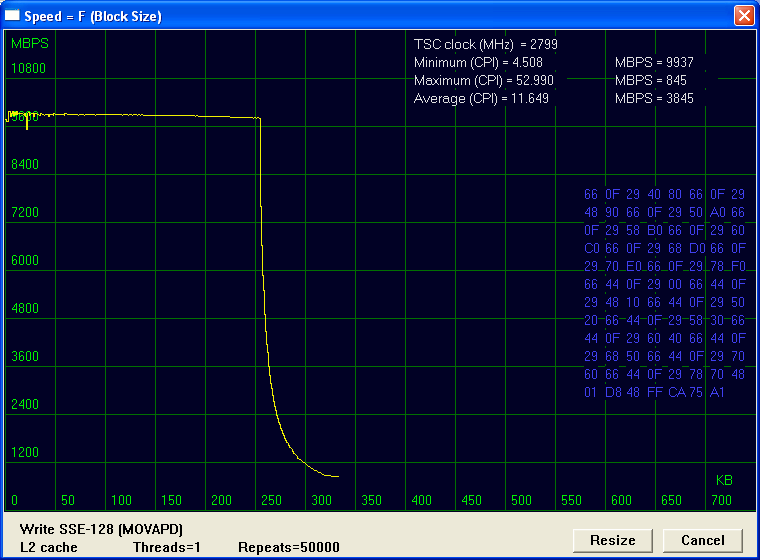 Speed = F (Block Size)
MBPS
TSC clock (MHz) = 2799
Minimum (CPI) = 4.508 MBPS = 9937
Maximum (CPI) = 52.990 MBPS = 845
Average (CPI) = 11.649 MBPS = 3845
10800
9600
8400
7200
6000
4800
3600
2400
1200
66 0F 29 40 80 66 0F 29
48 90 66 0F 29 50 A0 66
0F 29 58 B0 66 0F 29 60
C0 66 0F 29 68 D0 66 0F
29 70 E0 66 0F 29 78 F0
66 44 0F 29 00 66 44 0F
29 48 10 66 44 0F 29 50
20 66 44 0F 29 58 30 66
44 0F 29 60 40 66 44 0F
29 68 50 66 44 0F 29 70
60 66 44 0F 29 78 70 48
01 D8 48 FF CA 75 A1
KB
0 50 100 150 200 250 300 350 400 450 500 550 600 650 700
Write SSE-128 (MOVAPD)
L2 cache Threads=1 Repeats=50000
Resize Cancel